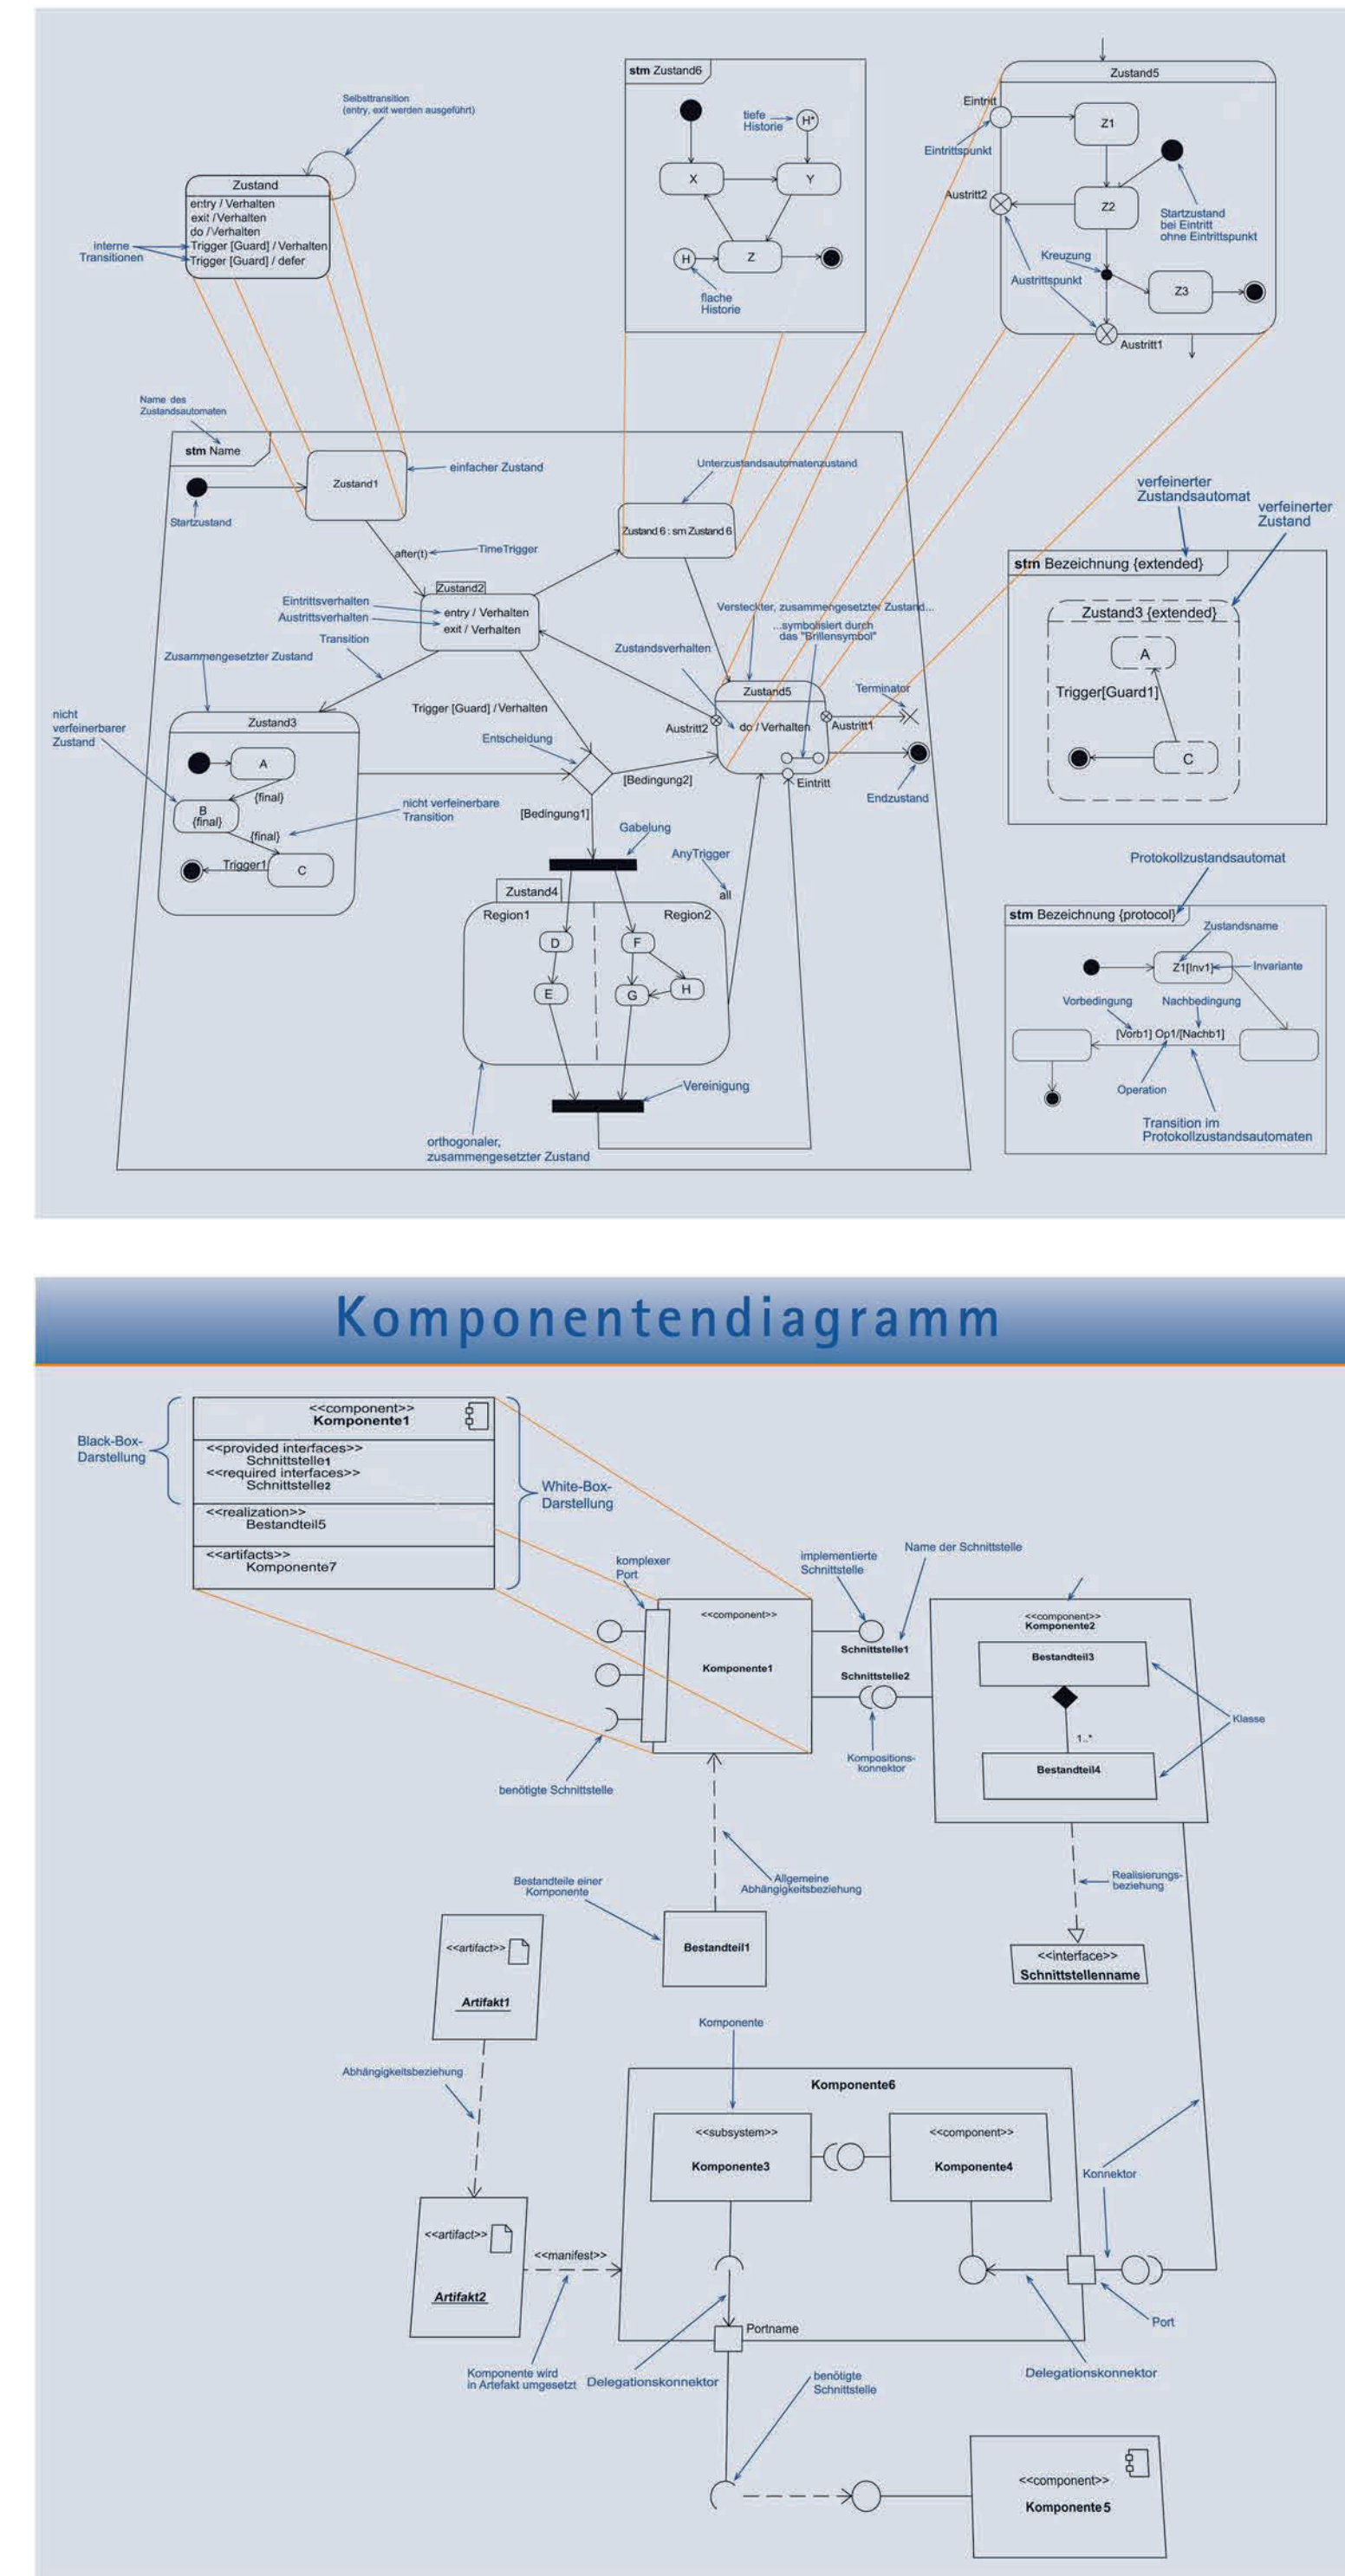 Selbsttransition
(entry, exit werden ausgeführt)
Zustand
entry / Verhalten
exit / Verhalten
do / Verhalten
Trigger [Guard] / Verhalten
Trigger [Guard] / defer
interne
Transitionen
stm Zustand6
tiefe
Historie
H*
X
Y
H
Z
flache
Historie
Zustand5
Eintritt
Eintrittspunkt
Z1
Austritt2
Z2
Startzustand
bei Eintritt
ohne Eintrittspunkt
Kreuzung
Austrittspunkt
Z3
Austritt1
Name des
Zustandsautomaten
stm Name
Zustand1
einfacher Zustand
Startzustand
Unterzustandsautomatenzustand
Zustand 6 : sm Zustand 6
after(t)
TimeTrigger
Zustand2
entry / Verhalten
exit / Verhalten
Eintrittsverhalten
Austrittsverhalten
Transition
Zusammengesetzter Zustand
Versteckter, zusammengesetzter Zustand...
...symbolisiert durch
das "Brillensymbol"
Zustandsverhalten
Zustand5
do / Verhalten
Terminator
Austritt2
Austritt1
Eintritt
Endzustand
nicht
verfeinerbarer
Zustand
Zustand3
A
{final}
B
{final}
{final}
Trigger1
C
nicht verfeinerbare
Transition
Trigger [Guard] / Verhalten
Entscheidung
[Bedingung2]
[Bedingung1]
Gabelung
AnyTrigger
all
Zustand4
Region1
Region2
D
F
E
G
H
Vereinigung
orthogonaler,
zusammengesetzter Zustand
verfeinerter
Zustandsautomat
verfeinerter
Zustand
stm Bezeichnung {extended}
Zustand3 {extended}
A
Trigger[Guard1]
C
Protokollzustandsautomat
stm Bezeichnung {protocol}
Zustandsname
Z1[Inv1]
Invariante
Vorbedingung
Nachbedingung
[Vorb1] Op1/[Nachb1]
Operation
Transition im
Protokollzustandsautomaten
Komponentendiagramm
Black-Box-
Darstellung
<<component>>
Komponente1
<<provided interfaces>>
Schnittstelle1
<<required interfaces>>
Schnittstelle2
<<realization>>
Bestandteil5
<<artifacts>>
Komponente7
White-Box-
Darstellung
komplexer
Port
implementierte
Schnittstelle
Name der Schnittstelle
<<component>>
Komponente1
Schnittstelle1
Schnittstelle2
<<component>>
Komponente2
Bestandteil3
1..*
Bestandteil4
Klasse
Kompositions-
konnektor
benötigte Schnittstelle
Allgemeine
Abhängigkeitsbeziehung
Bestandteile einer
Komponente
Bestandteil1
Realisierungs-
beziehung
<<interface>>
Schnittstellenname
<<artifact>>
Artifakt1
Abhängigkeitsbeziehung
Komponente
Komponente6
<<subsystem>>
Komponente3
<<component>>
Komponente4
Konnektor
<<artifact>>
Artifakt2
<<manifest>>
Portname
Port
Komponente wird
in Artefakt umgesetzt
Delegationskonnektor
benötigte
Schnittstelle
Delegationskonnektor
<<component>>
Komponente5